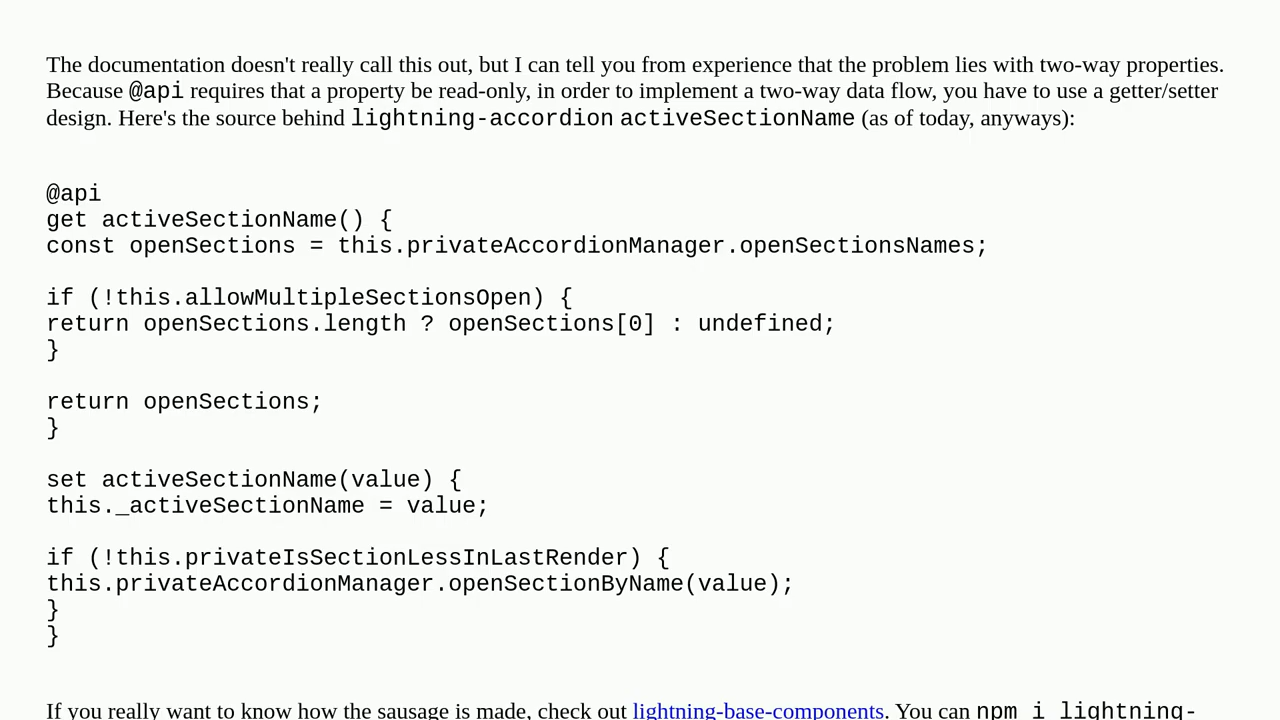 The documentation doesn't really call this out, but I can tell you from experience that the problem lies with two-way properties.
Because @api requires that a property be read-only, in order to implement a two-way data flow, you have to use a getter/setter
design. Here's the source behind lightning-accordion activeSectionName (as of today, anyways):
@api
get activeSectionName() {
const openSections = this.privateAccordionManager.openSectionsNames;
if (!this.allowMultipleSectionsOpen) {
return openSections.length ? openSections[0] : undefined;
}
return openSections;
}
set activeSectionName(value) {
this._activeSectionName = value;
if (!this.privateIsSectionLessInLastRender) {
this.privateAccordionManager.openSectionByName(value);
}
}
If you really want to know how the sausage is made, check out lightning-base-components. You can npm i lightning-